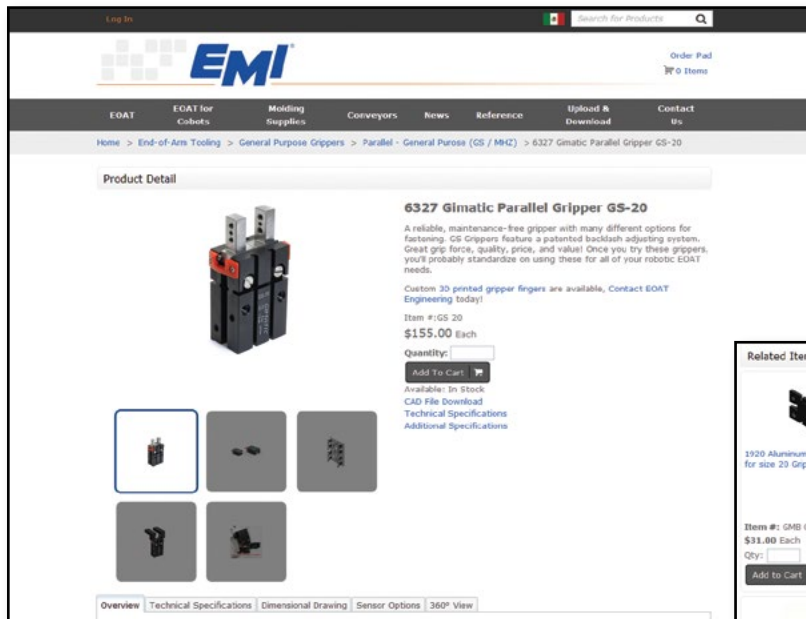 Log In
Search for Products
EMI
Order Pad
0 Items
EOAT
EOAT for Cobots
Molding Supplies
Conveyors
News
Reference
Upload & Download
Contact Us
Home > End-of-Arm Tooling > General Purpose Grippers > Parallel - General Purose (GS / MHZ) > 6327 Gimatic Parallel Gripper GS-20
Product Detail
6327 Gimatic Parallel Gripper GS-20
A reliable, maintenance-free gripper with many different options for
fastening. GS Grippers feature a patented backlash adjusting system.
Great grip force, quality, price, and value! Once you try these grippers,
you'll probably standardize on using these for all of your robotic EOAT
needs.
Custom 3D printed gripper fingers are available, Contact EOAT
Engineering today!
Item #:GS 20
$155.00 Each
Quantity:
Add To Cart
Available: In Stock
CAD File Download
Technical Specifications
Additional Specifications
Overview
Technical Specifications
Dimensional Drawing
Sensor Options
360° View
Related
1920 Aluminum
for size 20
Item #: GMB
$31.00 Each
Qty:
Add to Cart